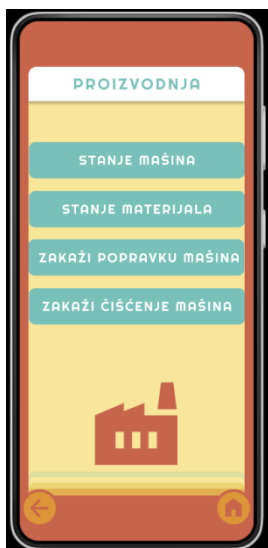 PROIZVODNJA
STANJE MAŠINA
STANJE MATERIJALA
ZAKAŽI POPRAVKU MAŠINA
ZAKAŽI ČIŠĆENJE MAŠINA